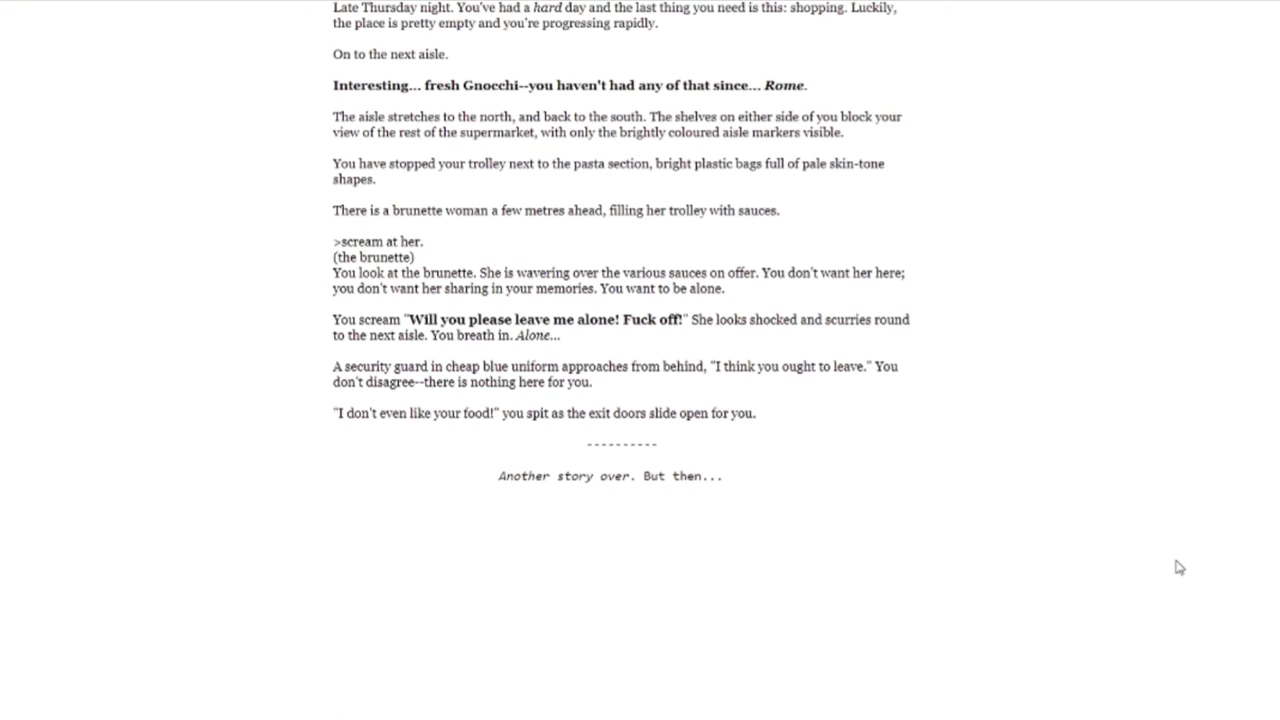 Late Thursday night. You've had a hard day and the last thing you need is this: shopping. Luckily,
the place is pretty empty and you're progressing rapidly.
On to the next aisle.
Interesting... fresh Gnocchi--you haven't had any of that since... Rome.
The aisle stretches to the north, and back to the south. The shelves on either side of you block your
view of the rest of the supermarket, with only the brightly coloured aisle markers visible.
You have stopped your trolley next to the pasta section, bright plastic bags full of pale skin-tone
shapes.
There is a brunette woman a few metres ahead, filling her trolley with sauces.
>scream at her.
(the brunette)
You look at the brunette. She is wavering over the various sauces on offer. You don't want her here;
you don't want her sharing in your memories. You want to be alone.
You scream "Will you please leave me alone! Fuck off!" She looks shocked and scurries round
to the next aisle. You breath in. Alone...
A security guard in cheap blue uniform approaches from behind, "I think you ought to leave." You
don't disagree--there is nothing here for you.
"I don't even like your food!" you spit as the exit doors slide open for you.
----------
Another story over. But then...